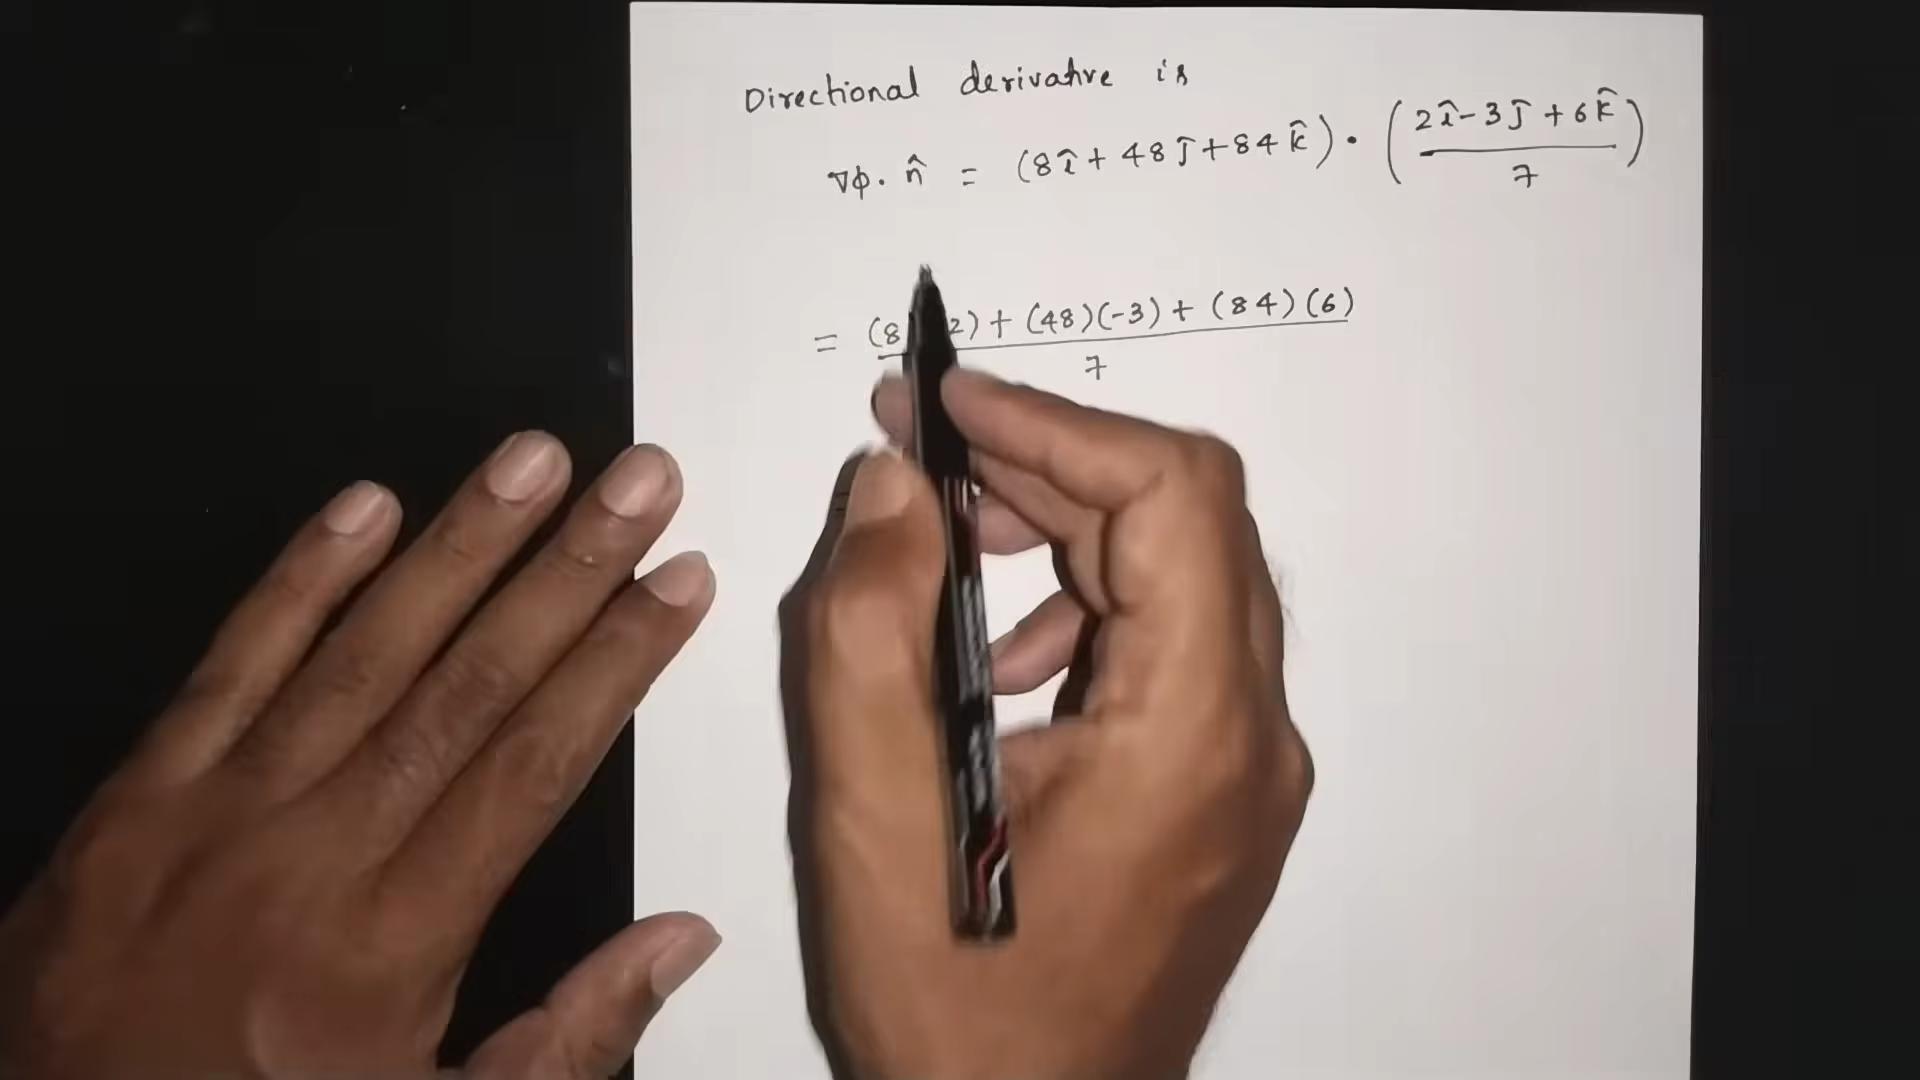 Directional derivative is
∇φ · n̂ = (8î + 48ĵ + 84k̂) · ((2î - 3ĵ + 6k̂)/7)
= ((8 2) + (48)(-3) + (84)(6))/7